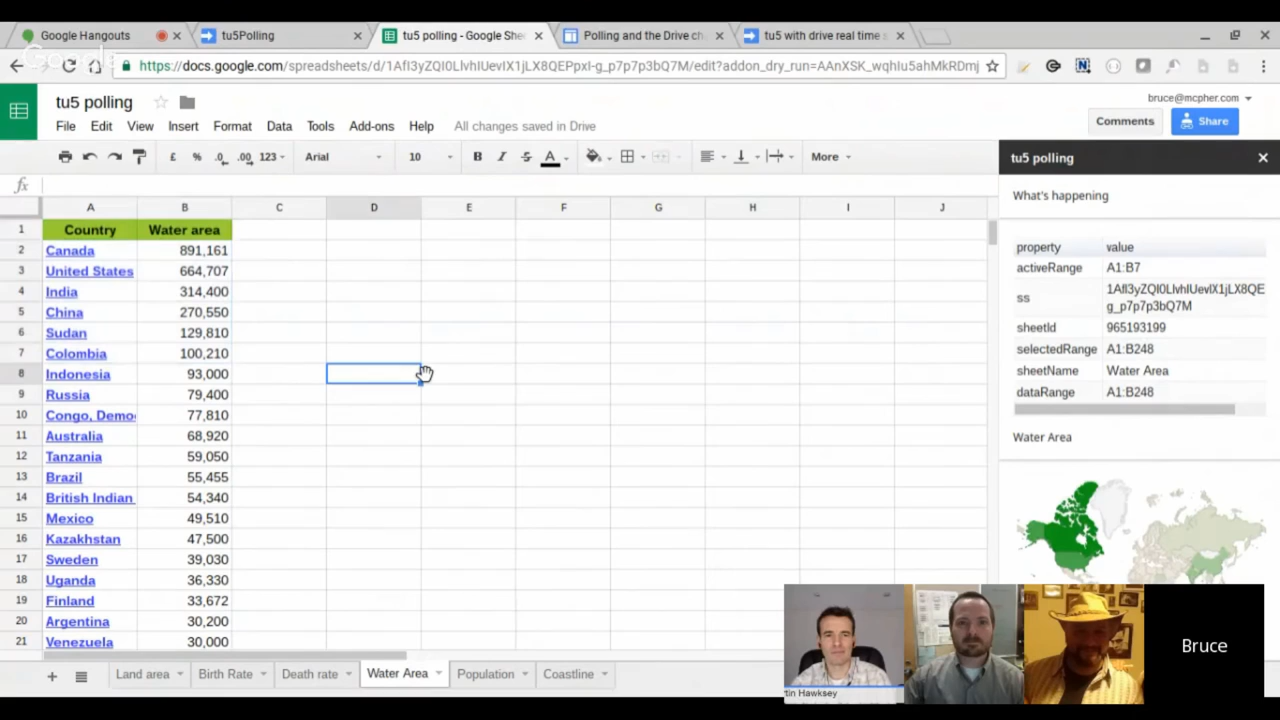 Google Hangouts
tu5Polling
tu5 polling - Google She
Polling and the Drive ch
tu5 with drive real time s
Google
https://docs.google.com/spreadsheets/d/1AfI3yZQI0LlvhIUevIX1jLX8QEPpxI-g_p7p7p3bQ7M/edit?addon_dry_run=AAnXSK_wqhIu5ahMkRDmj
tu5 polling
bruce@mcpher.com
File Edit View Insert Format Data Tools Add-ons Help All changes saved in Drive
Comments
Share
£ % .0 .00 123 Arial 10 B I S A More
tu5 polling
fx
What's happening
A B C D E F G H I J
1 Country Water area
2 Canada 891,161
3 United States 664,707
4 India 314,400
5 China 270,550
6 Sudan 129,810
7 Colombia 100,210
8 Indonesia 93,000
9 Russia 79,400
10 Congo, Demo
77,810
11 Australia 68,920
12 Tanzania 59,050
13 Brazil 55,455
14 British Indian 54,340
15 Mexico 49,510
16 Kazakhstan 47,500
17 Sweden 39,030
18 Uganda 36,330
19 Finland 33,672
20 Argentina 30,200
21 Venezuela 30,000
property value
activeRange A1:B7
ss 1AfI3yZQI0LlvhIUevIX1jLX8QE
g_p7p7p3bQ7M
sheetId 965193199
selectedRange A1:B248
sheetName Water Area
dataRange A1:B248
Water Area
Land area
Birth Rate
Death rate
Water Area
Population
Coastline
tin Hawksey
Bruce